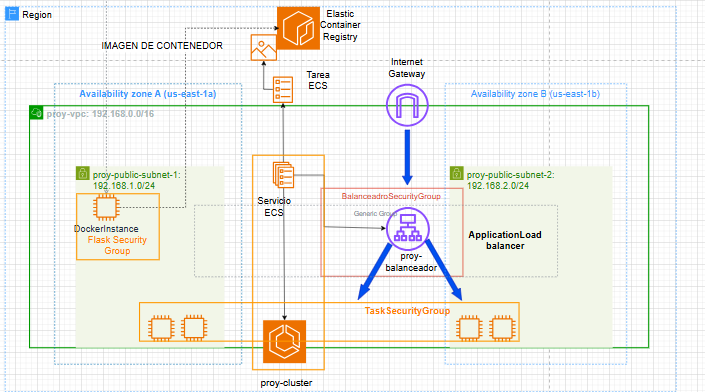 Region
Elastic
Container
Registry
IMAGEN DE CONTENEDOR
Internet
Gateway
Tarea
ECS
Availability zone A (us-east-1a)
Availability zone B (us-east-1b)
proy-vpc: 192.168.0.0/16
proy-public-subnet-1:
192.168.1.0/24
proy-public-subnet-2:
192.168.2.0/24
BalanceadroSecurityGroup
Servicio
ECS
Generic Group
DockerInstance
Flask Security
Group
ApplicationLoad
balancer
proy-
balanceador
TaskSecurityGroup
proy-cluster